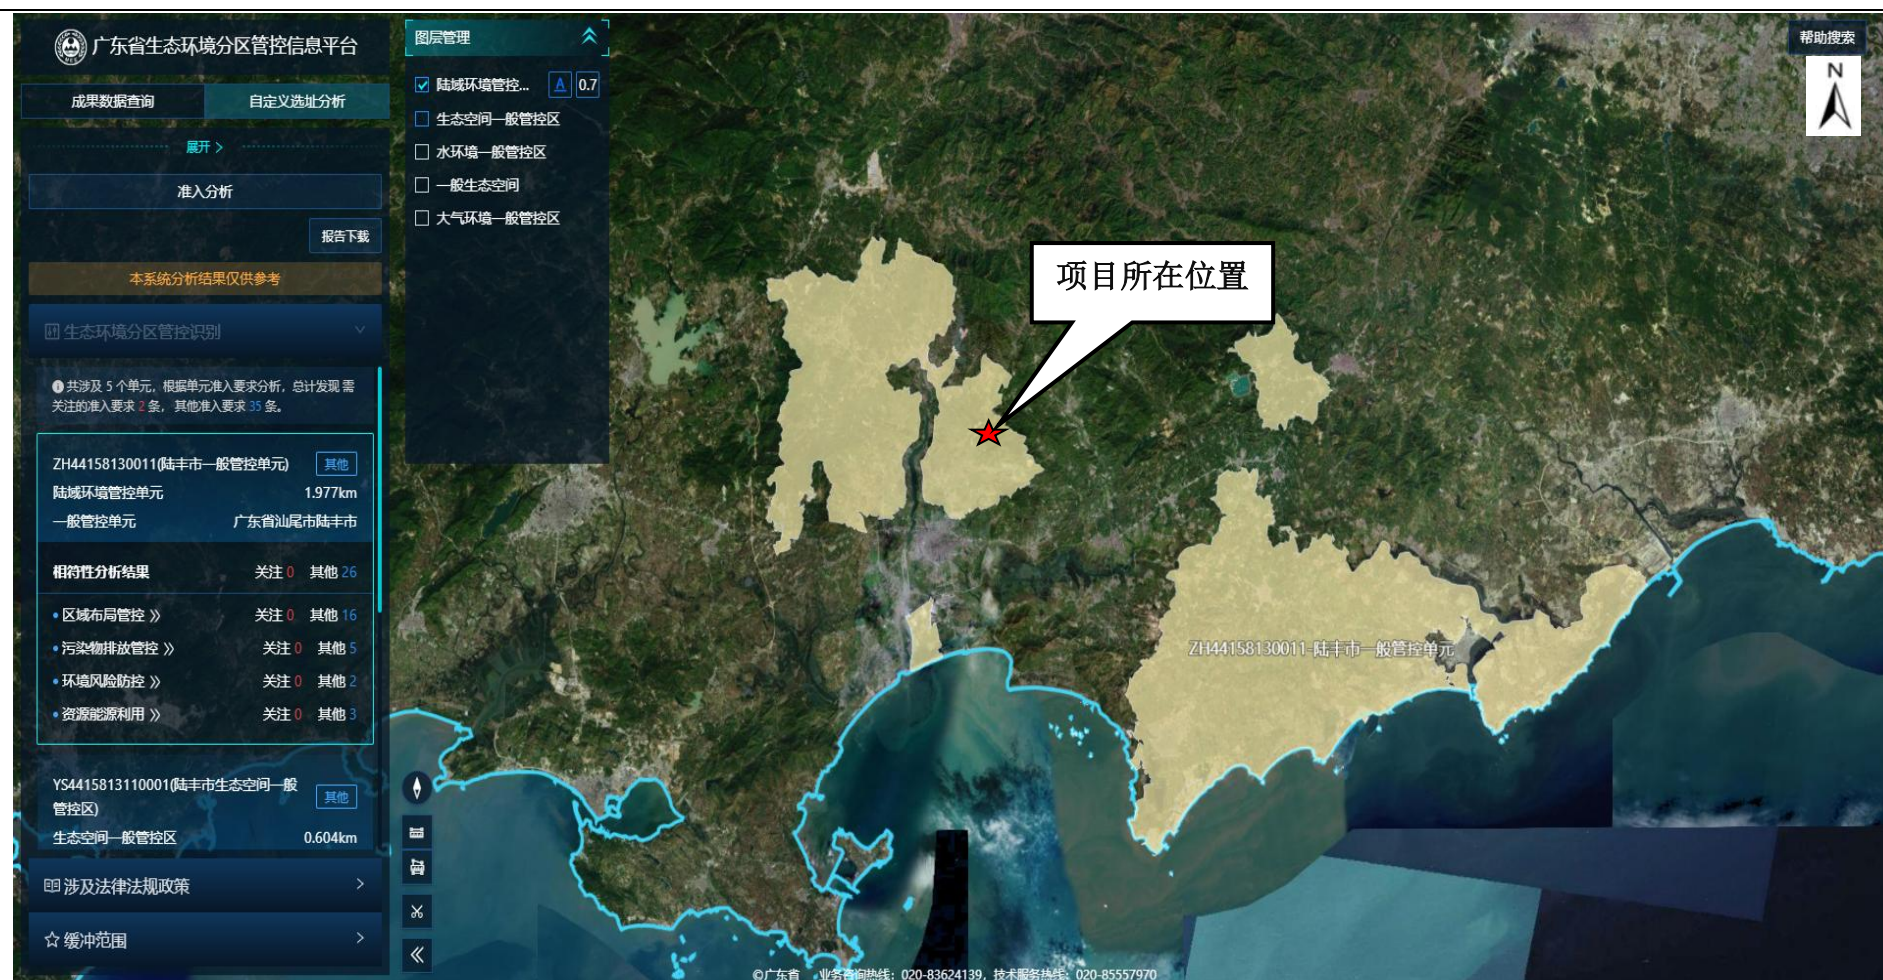 广东省生态环境分区管控信息平台
成果数据查询
自定义选址分析
展开 >
准入分析
报告下载
本系统分析结果仅供参考
生态环境分区管控识别
共涉及 5 个单元，根据单元准入要求分析，总计发现 需
关注的准入要求 2 条， 其他准入要求 35 条。
ZH44158130011(陆丰市一般管控单元) 其他
陆域环境管控单元 1.977km
一般管控单元 广东省汕尾市陆丰市
相符性分析结果 关注 0 其他 26
• 区域布局管控 》 关注 0 其他 16
• 污染物排放管控 》 关注 0 其他 5
• 环境风险防控 》 关注 0 其他 2
• 资源能源利用 》 关注 0 其他 3
YS4415813110001(陆丰市生态空间一般
管控区) 其他
生态空间一般管控区 0.604km
涉及法律法规政策 >
缓冲范围 >
图层管理
陆域环境管控... A 0.7
生态空间一般管控区
水环境一般管控区
一般生态空间
大气环境一般管控区
帮助搜索
N
项目所在位置
ZH44158130011-陆丰市一般管控单元
©广东省 业务咨询热线：020-83624139，技术服务热线：020-85557970